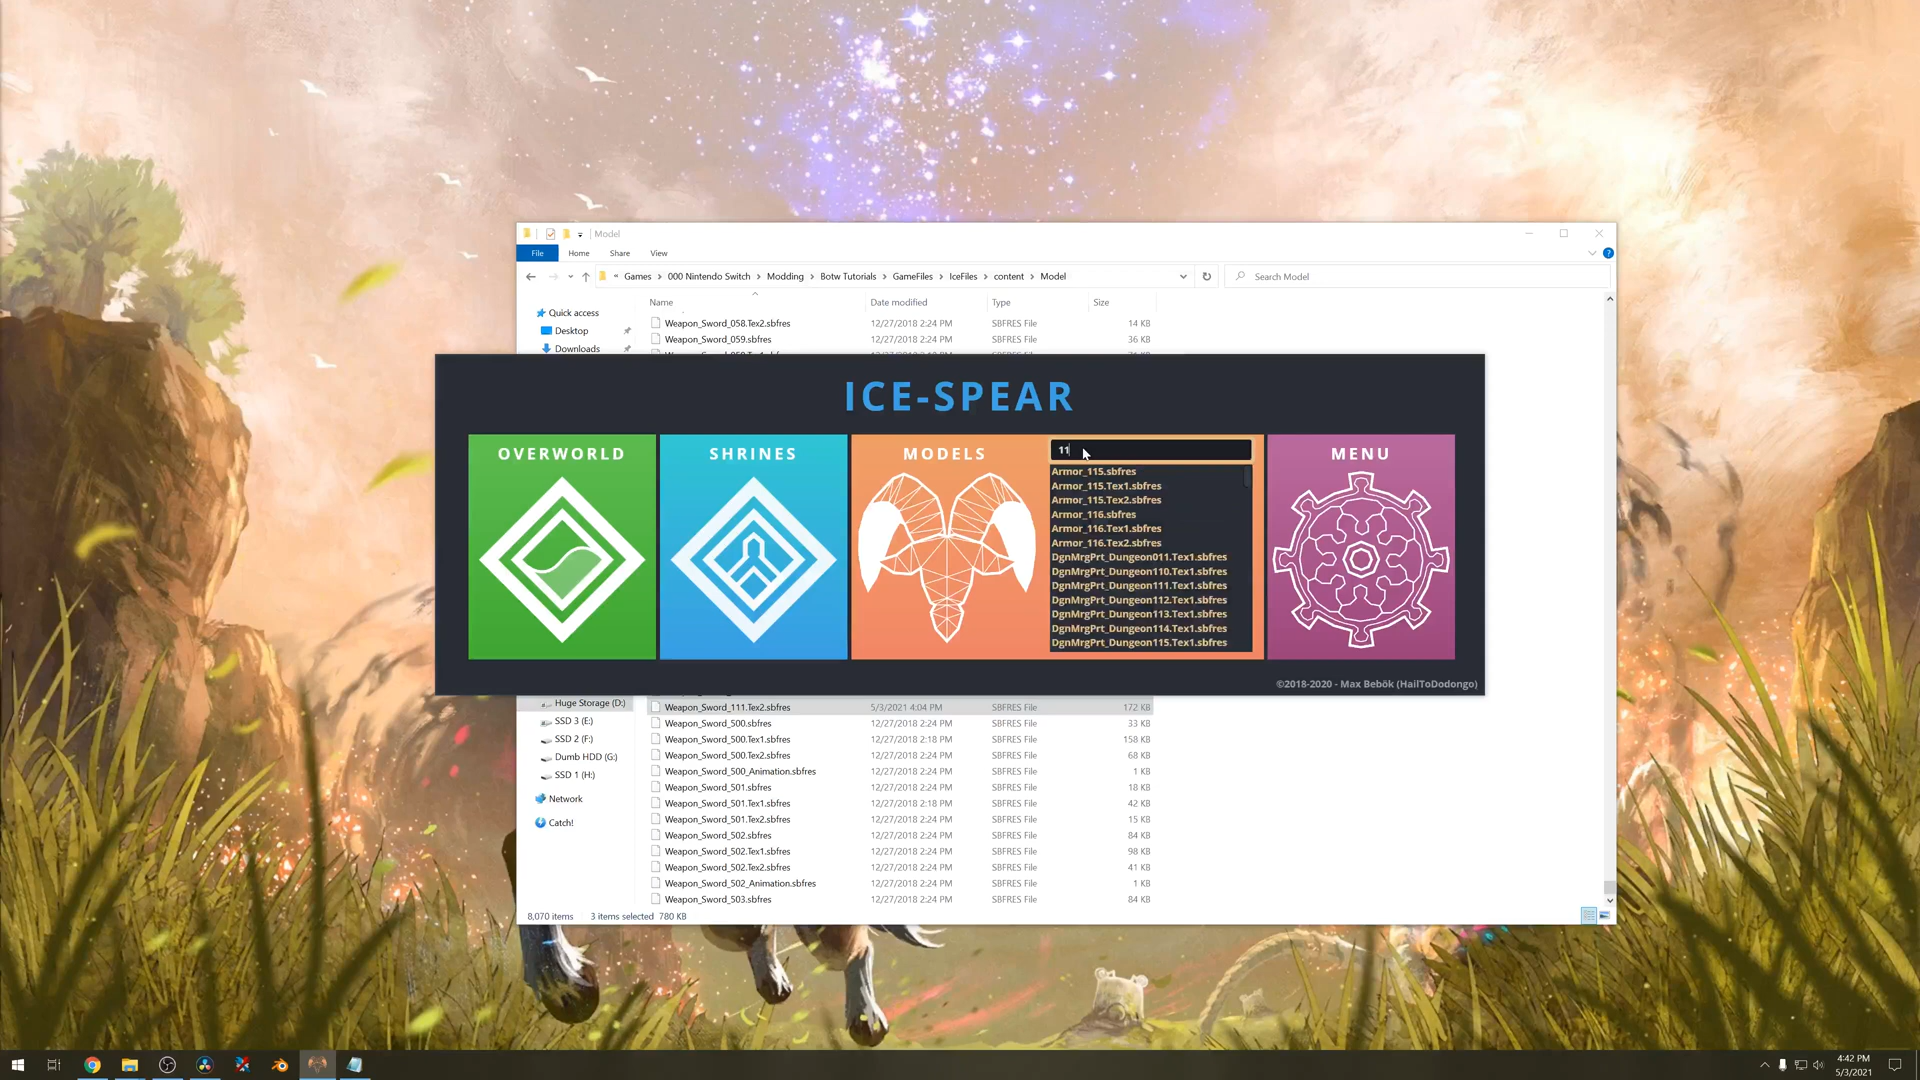 Model
File Home Share View
« Games > 000 Nintendo Switch > Modding > Botw Tutorials > GameFiles > IceFiles > content > Model
Search Model
Name Date modified Type Size
Quick access
Desktop
Downloads
Weapon_Sword_058.Tex2.sbfres 12/27/2018 2:24 PM SBFRES File 14 KB
Weapon_Sword_059.sbfres 12/27/2018 2:24 PM SBFRES File 36 KB
ICE-SPEAR
OVERWORLD
SHRINES
MODELS
11
Armor_115.sbfres
Armor_115.Tex1.sbfres
Armor_115.Tex2.sbfres
Armor_116.sbfres
Armor_116.Tex1.sbfres
Armor_116.Tex2.sbfres
DgnMrgPrt_Dungeon011.Tex1.sbfres
DgnMrgPrt_Dungeon110.Tex1.sbfres
DgnMrgPrt_Dungeon111.Tex1.sbfres
DgnMrgPrt_Dungeon112.Tex1.sbfres
DgnMrgPrt_Dungeon113.Tex1.sbfres
DgnMrgPrt_Dungeon114.Tex1.sbfres
DgnMrgPrt_Dungeon115.Tex1.sbfres
MENU
©2018-2020 - Max Bebök (HailToDodongo)
Huge Storage (D:)
SSD 3 (E:)
SSD 2 (F:)
Dumb HDD (G:)
SSD 1 (H:)
Network
Catch!
Weapon_Sword_111.Tex2.sbfres 5/3/2021 4:04 PM SBFRES File 172 KB
Weapon_Sword_500.sbfres 12/27/2018 2:24 PM SBFRES File 33 KB
Weapon_Sword_500.Tex1.sbfres 12/27/2018 2:18 PM SBFRES File 158 KB
Weapon_Sword_500.Tex2.sbfres 12/27/2018 2:24 PM SBFRES File 68 KB
Weapon_Sword_500_Animation.sbfres 12/27/2018 2:24 PM SBFRES File 1 KB
Weapon_Sword_501.sbfres 12/27/2018 2:24 PM SBFRES File 18 KB
Weapon_Sword_501.Tex1.sbfres 12/27/2018 2:18 PM SBFRES File 42 KB
Weapon_Sword_501.Tex2.sbfres 12/27/2018 2:24 PM SBFRES File 15 KB
Weapon_Sword_502.sbfres 12/27/2018 2:24 PM SBFRES File 84 KB
Weapon_Sword_502.Tex1.sbfres 12/27/2018 2:24 PM SBFRES File 98 KB
Weapon_Sword_502.Tex2.sbfres 12/27/2018 2:24 PM SBFRES File 41 KB
Weapon_Sword_502_Animation.sbfres 12/27/2018 2:24 PM SBFRES File 1 KB
Weapon_Sword_503.sbfres 12/27/2018 2:24 PM SBFRES File 84 KB
8,070 items 3 items selected 780 KB
4:42 PM
5/3/2021